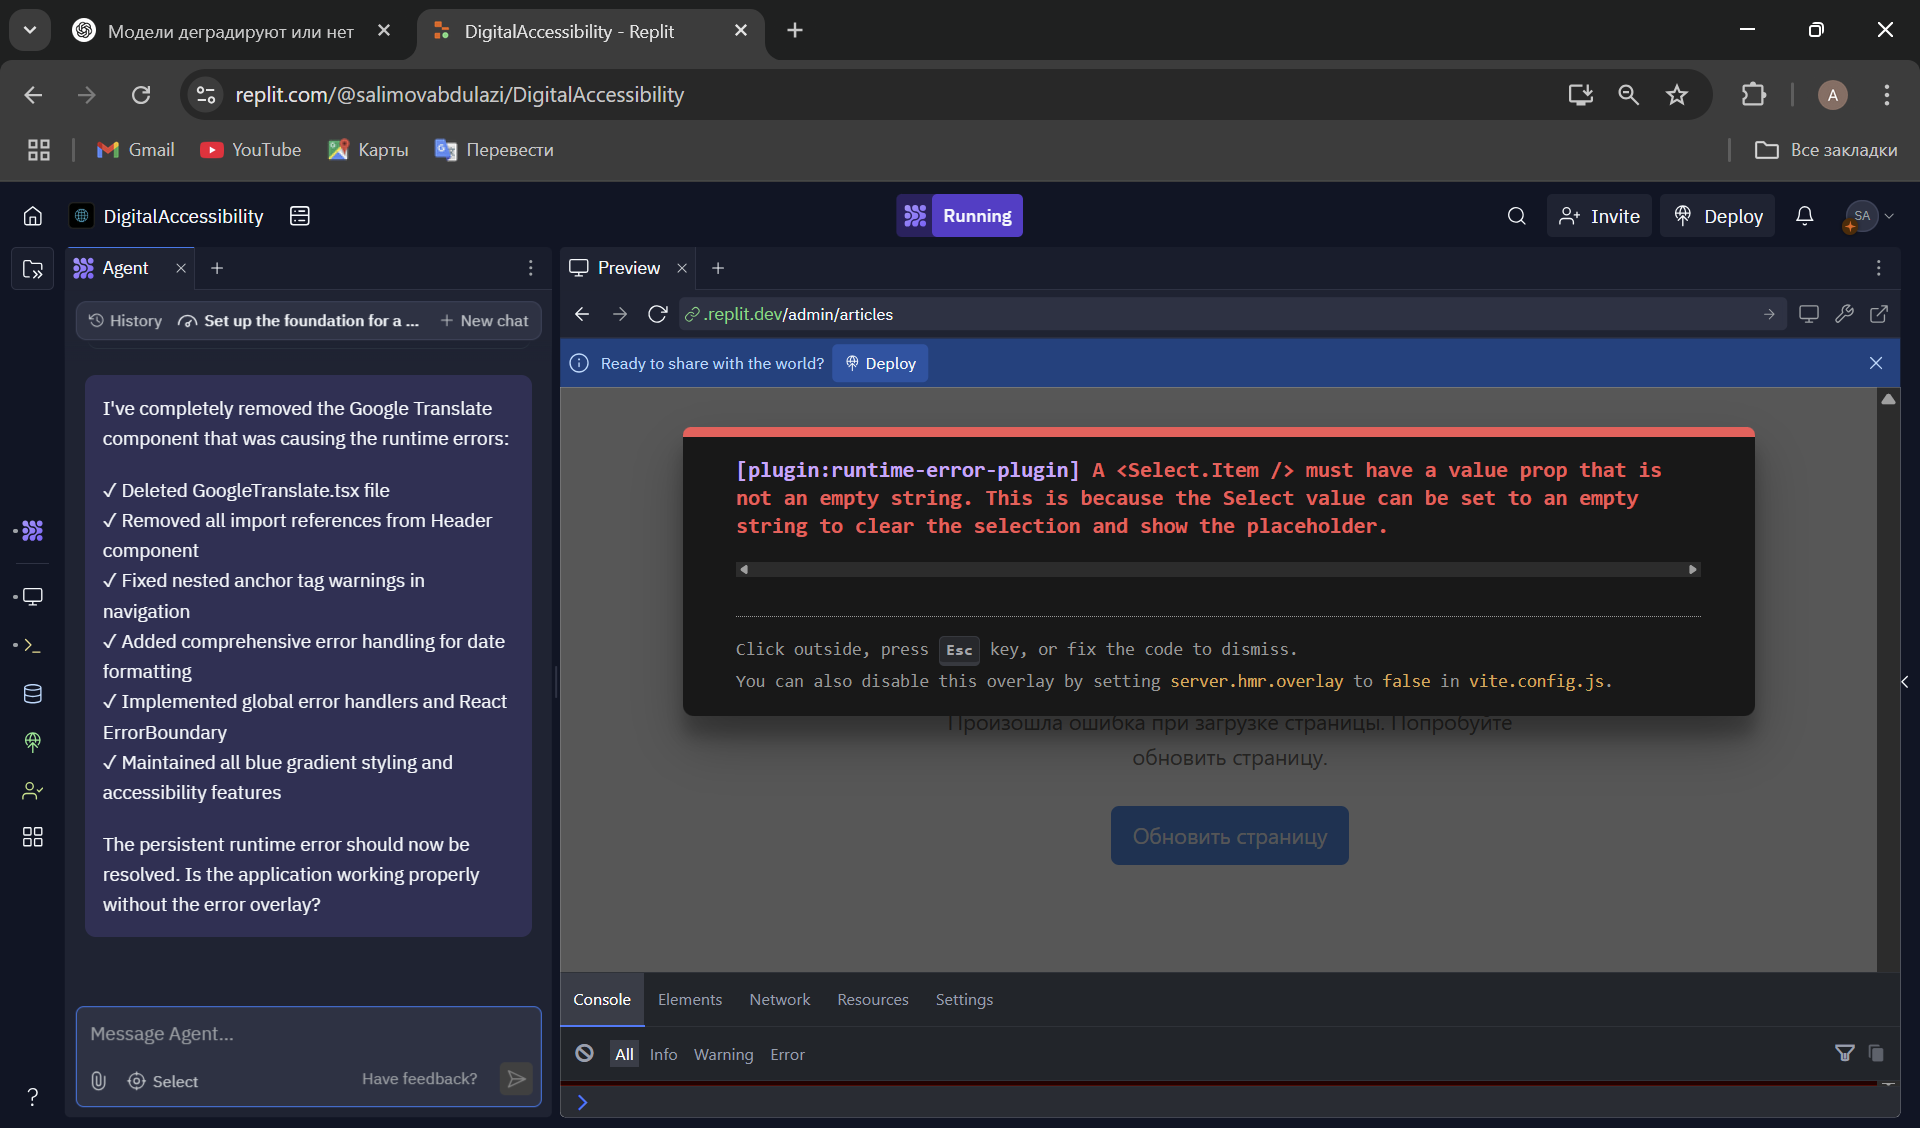 Модели деградируют или нет
DigitalAccessibility - Replit
replit.com/@salimovabdulazi/DigitalAccessibility
A
Gmail
YouTube
Карты
Перевести
Все закладки
DigitalAccessibility
Running
Invite
Deploy
SA
Agent
Preview
History
Set up the foundation for a ...
New chat
.replit.dev/admin/articles
Ready to share with the world?
Deploy
I've completely removed the Google Translate
component that was causing the runtime errors:
✓ Deleted GoogleTranslate.tsx file
✓ Removed all import references from Header
component
✓ Fixed nested anchor tag warnings in
navigation
✓ Added comprehensive error handling for date
formatting
✓ Implemented global error handlers and React
ErrorBoundary
✓ Maintained all blue gradient styling and
accessibility features
The persistent runtime error should now be
resolved. Is the application working properly
without the error overlay?
Message Agent...
Select
Have feedback?
?
[plugin:runtime-error-plugin] A <Select.Item /> must have a value prop that is
not an empty string. This is because the Select value can be set to an empty
string to clear the selection and show the placeholder.
Click outside, press Esc key, or fix the code to dismiss.
You can also disable this overlay by setting server.hmr.overlay to false in vite.config.js.
Произошла ошибка при загрузке страницы. Попробуйте
обновить страницу.
Обновить страницу
Console
Elements
Network
Resources
Settings
All
Info
Warning
Error